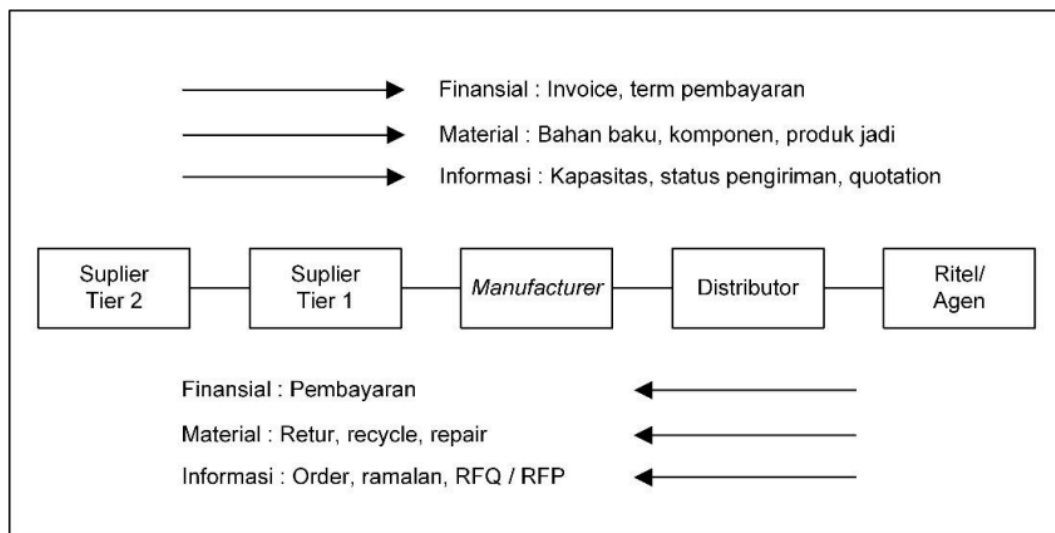 Finansial : Invoice, term pembayaran
Material : Bahan baku, komponen, produk jadi
Informasi : Kapasitas, status pengiriman, quotation
Suplier
Tier 2
Suplier
Tier 1
Manufacturer
Distributor
Ritel/
Agen
Finansial : Pembayaran
Material : Retur, recycle, repair
Informasi : Order, ramalan, RFQ / RFP